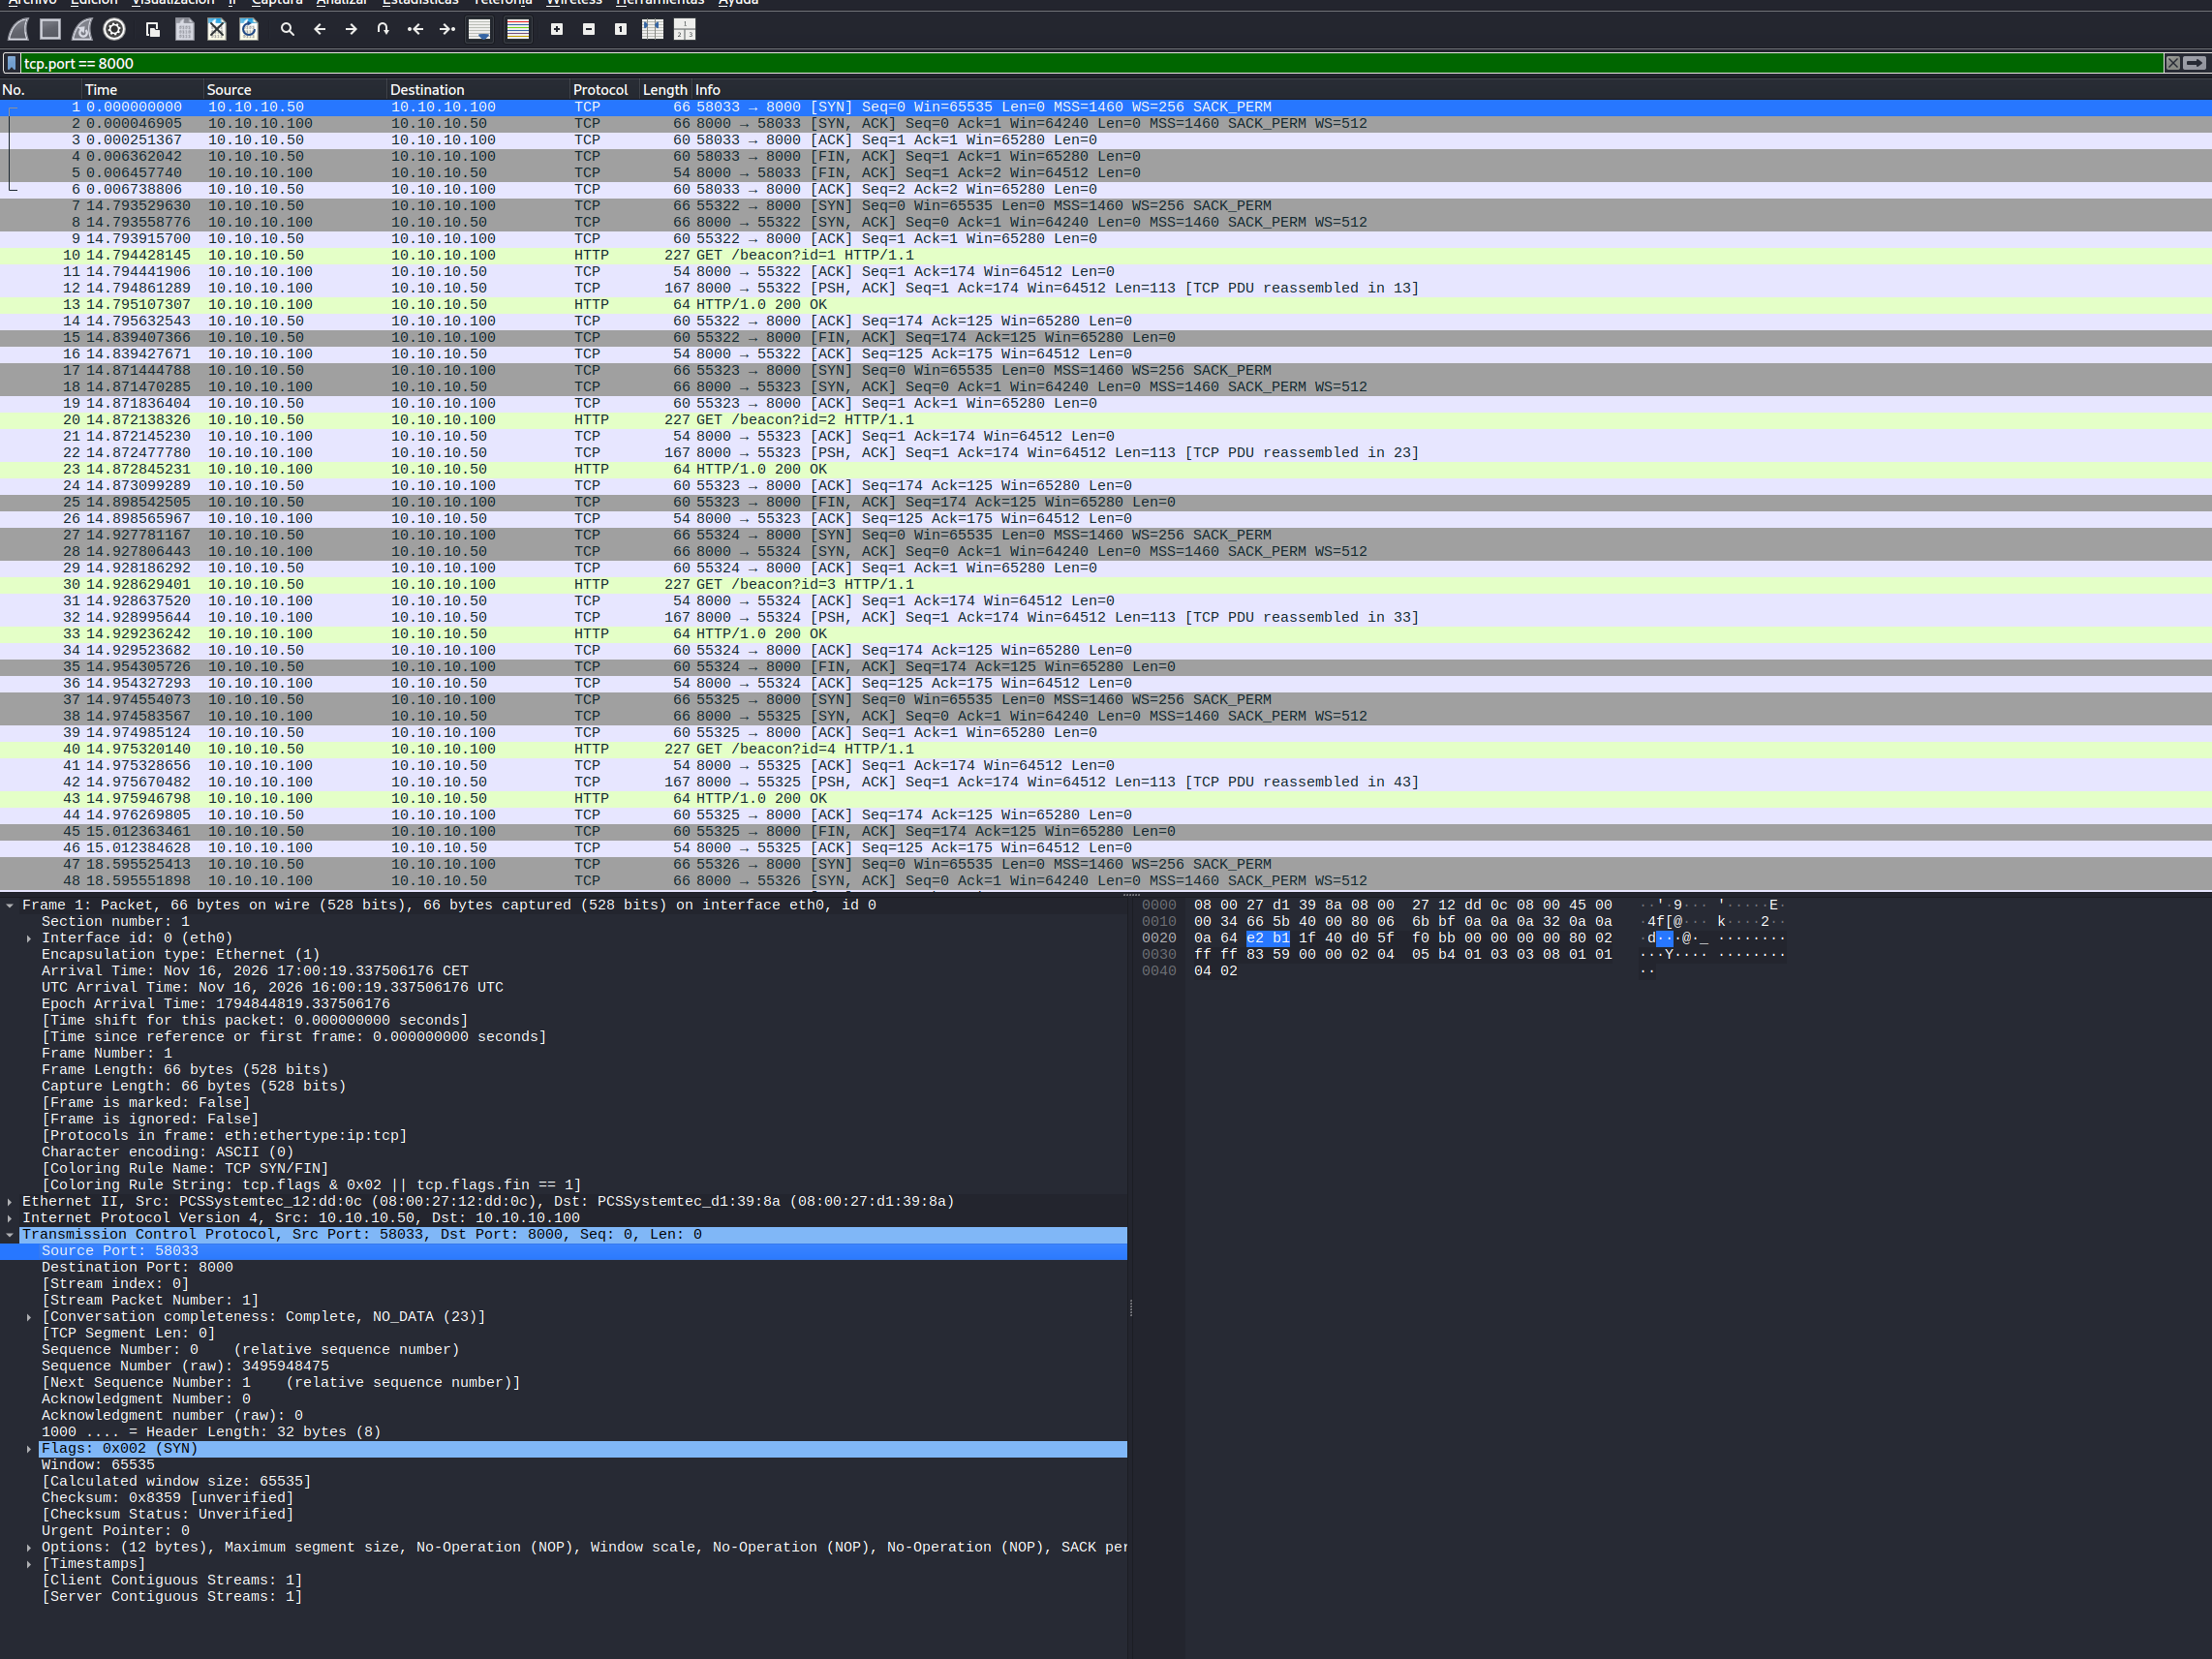 Archivo Edición Visualización Ir Captura Analizar Estadísticas Telefonía Wireless Herramientas Ayuda
tcp.port == 8000
No. Time Source Destination Protocol Length Info
1 0.000000000 10.10.10.50 10.10.10.100 TCP 66 58033 → 8000 [SYN] Seq=0 Win=65535 Len=0 MSS=1460 WS=256 SACK_PERM
2 0.000046905 10.10.10.100 10.10.10.50 TCP 66 8000 → 58033 [SYN, ACK] Seq=0 Ack=1 Win=64240 Len=0 MSS=1460 SACK_PERM WS=512
3 0.000251367 10.10.10.50 10.10.10.100 TCP 60 58033 → 8000 [ACK] Seq=1 Ack=1 Win=65280 Len=0
4 0.006362042 10.10.10.50 10.10.10.100 TCP 60 58033 → 8000 [FIN, ACK] Seq=1 Ack=1 Win=65280 Len=0
5 0.006457740 10.10.10.100 10.10.10.50 TCP 54 8000 → 58033 [FIN, ACK] Seq=1 Ack=2 Win=64512 Len=0
6 0.006738806 10.10.10.50 10.10.10.100 TCP 60 58033 → 8000 [ACK] Seq=2 Ack=2 Win=65280 Len=0
7 14.793529630 10.10.10.50 10.10.10.100 TCP 66 55322 → 8000 [SYN] Seq=0 Win=65535 Len=0 MSS=1460 WS=256 SACK_PERM
8 14.793558776 10.10.10.100 10.10.10.50 TCP 66 8000 → 55322 [SYN, ACK] Seq=0 Ack=1 Win=64240 Len=0 MSS=1460 SACK_PERM WS=512
9 14.793915700 10.10.10.50 10.10.10.100 TCP 60 55322 → 8000 [ACK] Seq=1 Ack=1 Win=65280 Len=0
10 14.794428145 10.10.10.50 10.10.10.100 HTTP 227 GET /beacon?id=1 HTTP/1.1
11 14.794441906 10.10.10.100 10.10.10.50 TCP 54 8000 → 55322 [ACK] Seq=1 Ack=174 Win=64512 Len=0
12 14.794861289 10.10.10.100 10.10.10.50 TCP 167 8000 → 55322 [PSH, ACK] Seq=1 Ack=174 Win=64512 Len=113 [TCP PDU reassembled in 13]
13 14.795107307 10.10.10.100 10.10.10.50 HTTP 64 HTTP/1.0 200 OK
14 14.795632543 10.10.10.50 10.10.10.100 TCP 60 55322 → 8000 [ACK] Seq=174 Ack=125 Win=65280 Len=0
15 14.839407366 10.10.10.50 10.10.10.100 TCP 60 55322 → 8000 [FIN, ACK] Seq=174 Ack=125 Win=65280 Len=0
16 14.839427671 10.10.10.100 10.10.10.50 TCP 54 8000 → 55322 [ACK] Seq=125 Ack=175 Win=64512 Len=0
17 14.871444788 10.10.10.50 10.10.10.100 TCP 66 55323 → 8000 [SYN] Seq=0 Win=65535 Len=0 MSS=1460 WS=256 SACK_PERM
18 14.871470285 10.10.10.100 10.10.10.50 TCP 66 8000 → 55323 [SYN, ACK] Seq=0 Ack=1 Win=64240 Len=0 MSS=1460 SACK_PERM WS=512
19 14.871836404 10.10.10.50 10.10.10.100 TCP 60 55323 → 8000 [ACK] Seq=1 Ack=1 Win=65280 Len=0
20 14.872138326 10.10.10.50 10.10.10.100 HTTP 227 GET /beacon?id=2 HTTP/1.1
21 14.872145230 10.10.10.100 10.10.10.50 TCP 54 8000 → 55323 [ACK] Seq=1 Ack=174 Win=64512 Len=0
22 14.872477780 10.10.10.100 10.10.10.50 TCP 167 8000 → 55323 [PSH, ACK] Seq=1 Ack=174 Win=64512 Len=113 [TCP PDU reassembled in 23]
23 14.872845231 10.10.10.100 10.10.10.50 HTTP 64 HTTP/1.0 200 OK
24 14.873099289 10.10.10.50 10.10.10.100 TCP 60 55323 → 8000 [ACK] Seq=174 Ack=125 Win=65280 Len=0
25 14.898542505 10.10.10.50 10.10.10.100 TCP 60 55323 → 8000 [FIN, ACK] Seq=174 Ack=125 Win=65280 Len=0
26 14.898565967 10.10.10.100 10.10.10.50 TCP 54 8000 → 55323 [ACK] Seq=125 Ack=175 Win=64512 Len=0
27 14.927781167 10.10.10.50 10.10.10.100 TCP 66 55324 → 8000 [SYN] Seq=0 Win=65535 Len=0 MSS=1460 WS=256 SACK_PERM
28 14.927806443 10.10.10.100 10.10.10.50 TCP 66 8000 → 55324 [SYN, ACK] Seq=0 Ack=1 Win=64240 Len=0 MSS=1460 SACK_PERM WS=512
29 14.928186292 10.10.10.50 10.10.10.100 TCP 60 55324 → 8000 [ACK] Seq=1 Ack=1 Win=65280 Len=0
30 14.928629401 10.10.10.50 10.10.10.100 HTTP 227 GET /beacon?id=3 HTTP/1.1
31 14.928637520 10.10.10.100 10.10.10.50 TCP 54 8000 → 55324 [ACK] Seq=1 Ack=174 Win=64512 Len=0
32 14.928995644 10.10.10.100 10.10.10.50 TCP 167 8000 → 55324 [PSH, ACK] Seq=1 Ack=174 Win=64512 Len=113 [TCP PDU reassembled in 33]
33 14.929236242 10.10.10.100 10.10.10.50 HTTP 64 HTTP/1.0 200 OK
34 14.929523682 10.10.10.50 10.10.10.100 TCP 60 55324 → 8000 [ACK] Seq=174 Ack=125 Win=65280 Len=0
35 14.954305726 10.10.10.50 10.10.10.100 TCP 60 55324 → 8000 [FIN, ACK] Seq=174 Ack=125 Win=65280 Len=0
36 14.954327293 10.10.10.100 10.10.10.50 TCP 54 8000 → 55324 [ACK] Seq=125 Ack=175 Win=64512 Len=0
37 14.974554073 10.10.10.50 10.10.10.100 TCP 66 55325 → 8000 [SYN] Seq=0 Win=65535 Len=0 MSS=1460 WS=256 SACK_PERM
38 14.974583567 10.10.10.100 10.10.10.50 TCP 66 8000 → 55325 [SYN, ACK] Seq=0 Ack=1 Win=64240 Len=0 MSS=1460 SACK_PERM WS=512
39 14.974985124 10.10.10.50 10.10.10.100 TCP 60 55325 → 8000 [ACK] Seq=1 Ack=1 Win=65280 Len=0
40 14.975320140 10.10.10.50 10.10.10.100 HTTP 227 GET /beacon?id=4 HTTP/1.1
41 14.975328656 10.10.10.100 10.10.10.50 TCP 54 8000 → 55325 [ACK] Seq=1 Ack=174 Win=64512 Len=0
42 14.975670482 10.10.10.100 10.10.10.50 TCP 167 8000 → 55325 [PSH, ACK] Seq=1 Ack=174 Win=64512 Len=113 [TCP PDU reassembled in 43]
43 14.975946798 10.10.10.100 10.10.10.50 HTTP 64 HTTP/1.0 200 OK
44 14.976269805 10.10.10.50 10.10.10.100 TCP 60 55325 → 8000 [ACK] Seq=174 Ack=125 Win=65280 Len=0
45 15.012363461 10.10.10.50 10.10.10.100 TCP 60 55325 → 8000 [FIN, ACK] Seq=174 Ack=125 Win=65280 Len=0
46 15.012384628 10.10.10.100 10.10.10.50 TCP 54 8000 → 55325 [ACK] Seq=125 Ack=175 Win=64512 Len=0
47 18.595525413 10.10.10.50 10.10.10.100 TCP 66 55326 → 8000 [SYN] Seq=0 Win=65535 Len=0 MSS=1460 WS=256 SACK_PERM
48 18.595551898 10.10.10.100 10.10.10.50 TCP 66 8000 → 55326 [SYN, ACK] Seq=0 Ack=1 Win=64240 Len=0 MSS=1460 SACK_PERM WS=512
Frame 1: Packet, 66 bytes on wire (528 bits), 66 bytes captured (528 bits) on interface eth0, id 0
Section number: 1
Interface id: 0 (eth0)
Encapsulation type: Ethernet (1)
Arrival Time: Nov 16, 2026 17:00:19.337506176 CET
UTC Arrival Time: Nov 16, 2026 16:00:19.337506176 UTC
Epoch Arrival Time: 1794844819.337506176
[Time shift for this packet: 0.000000000 seconds]
[Time since reference or first frame: 0.000000000 seconds]
Frame Number: 1
Frame Length: 66 bytes (528 bits)
Capture Length: 66 bytes (528 bits)
[Frame is marked: False]
[Frame is ignored: False]
[Protocols in frame: eth:ethertype:ip:tcp]
Character encoding: ASCII (0)
[Coloring Rule Name: TCP SYN/FIN]
[Coloring Rule String: tcp.flags & 0x02 || tcp.flags.fin == 1]
Ethernet II, Src: PCSSystemtec_12:dd:0c (08:00:27:12:dd:0c), Dst: PCSSystemtec_d1:39:8a (08:00:27:d1:39:8a)
Internet Protocol Version 4, Src: 10.10.10.50, Dst: 10.10.10.100
Transmission Control Protocol, Src Port: 58033, Dst Port: 8000, Seq: 0, Len: 0
Source Port: 58033
Destination Port: 8000
[Stream index: 0]
[Stream Packet Number: 1]
[Conversation completeness: Complete, NO_DATA (23)]
[TCP Segment Len: 0]
Sequence Number: 0 (relative sequence number)
Sequence Number (raw): 3495948475
[Next Sequence Number: 1 (relative sequence number)]
Acknowledgment Number: 0
Acknowledgment number (raw): 0
1000 .... = Header Length: 32 bytes (8)
Flags: 0x002 (SYN)
Window: 65535
[Calculated window size: 65535]
Checksum: 0x8359 [unverified]
[Checksum Status: Unverified]
Urgent Pointer: 0
Options: (12 bytes), Maximum segment size, No-Operation (NOP), Window scale, No-Operation (NOP), No-Operation (NOP), SACK per
[Timestamps]
[Client Contiguous Streams: 1]
[Server Contiguous Streams: 1]
0000 08 00 27 d1 39 8a 08 00 27 12 dd 0c 08 00 45 00 ··'·9··· '·····E·
0010 00 34 66 5b 40 00 80 06 6b bf 0a 0a 0a 32 0a 0a ·4f[@··· k····2··
0020 0a 64 e2 b1 1f 40 d0 5f f0 bb 00 00 00 00 80 02 ·d···@·_ ········
0030 ff ff 83 59 00 00 02 04 05 b4 01 03 03 08 01 01 ···Y···· ········
0040 04 02 ··